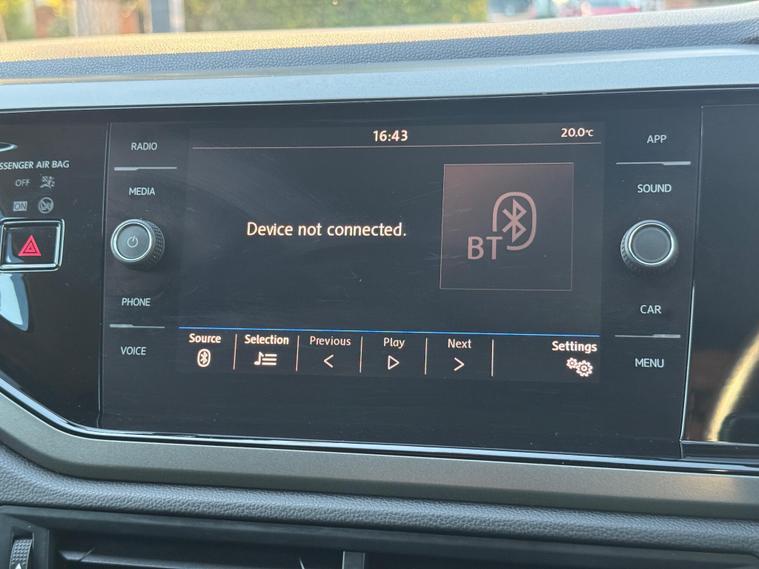 16:43
20.0°C
RADIO
APP
SSENGER AIR BAG
OFF
MEDIA
SOUND
ON
Device not connected.
BT
PHONE
CAR
Source
Selection
Previous
Play
Next
Settings
VOICE
MENU